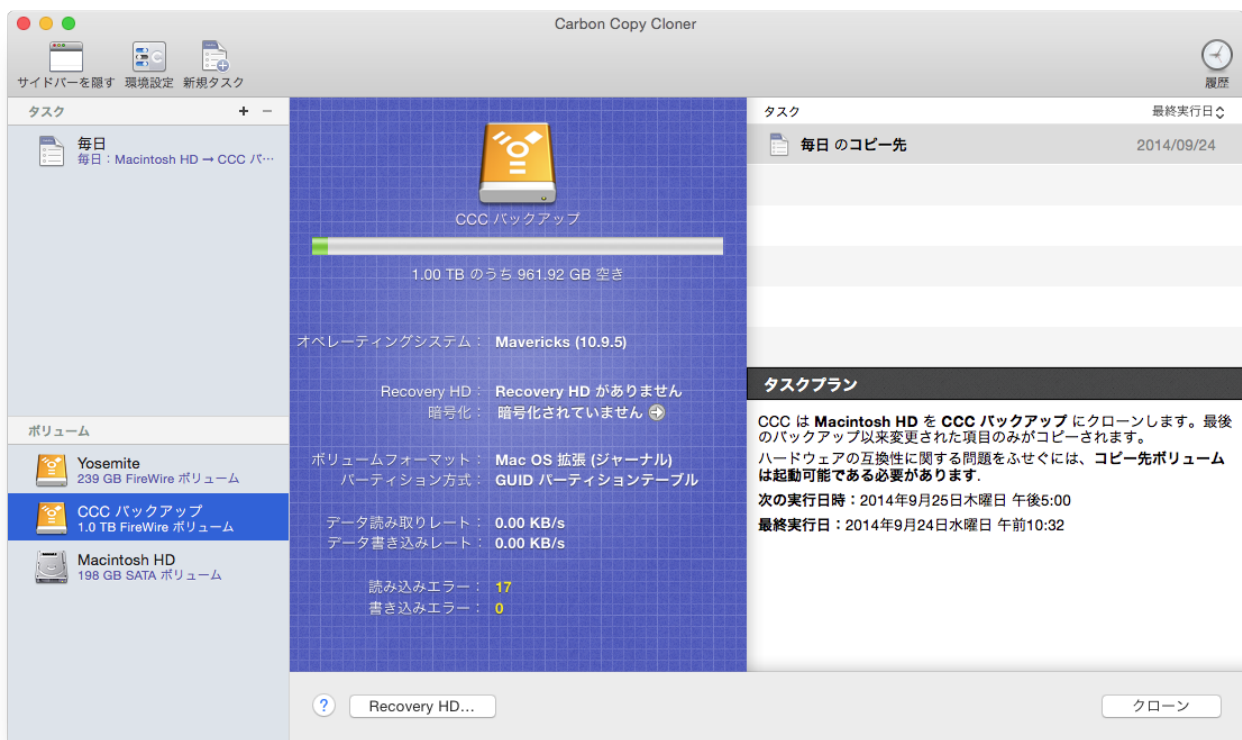 Carbon Copy Cloner
サイドバーを隠す 環境設定 新規タスク
履歴
タスク + −
毎日
毎日：Macintosh HD → CCC バ…
ボリューム
Yosemite
239 GB FireWire ボリューム
CCC バックアップ
1.0 TB FireWire ボリューム
Macintosh HD
198 GB SATA ボリューム
CCC バックアップ
1.00 TB のうち 961.92 GB 空き
オペレーティングシステム： Mavericks (10.9.5)
Recovery HD： Recovery HD がありません
暗号化： 暗号化されていません
ボリュームフォーマット： Mac OS 拡張 (ジャーナル)
パーティション方式： GUID パーティションテーブル
データ読み取りレート： 0.00 KB/s
データ書き込みレート： 0.00 KB/s
読み込みエラー： 17
書き込みエラー： 0
タスク 最終実行日
毎日 のコピー先 2014/09/24
タスクプラン
CCC は Macintosh HD を CCC バックアップ にクローンします。最後
のバックアップ以来変更された項目のみがコピーされます。
ハードウェアの互換性に関する問題をふせぐには、コピー先ボリューム
は起動可能である必要があります.
次の実行日時：2014年9月25日木曜日 午後5:00
最終実行日：2014年9月24日水曜日 午前10:32
? Recovery HD...
クローン